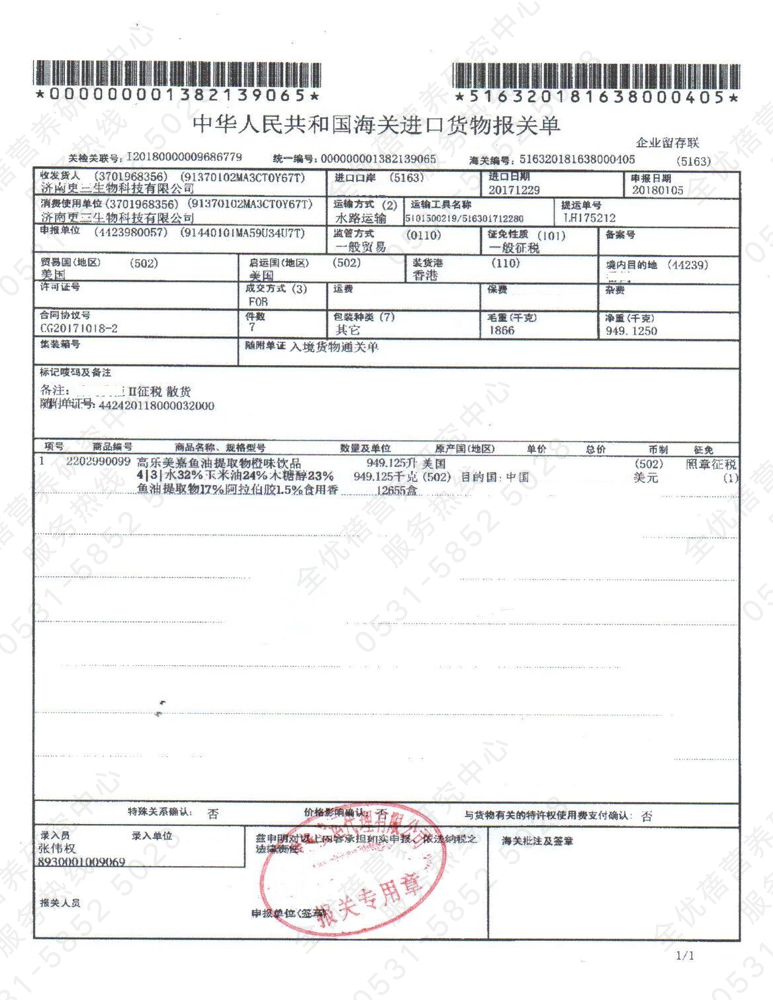 *000000001382139065*
*516320181638000405*
中华人民共和国海关进口货物报关单
企业留存联
关检关联号: I20180000009686779 统一编号: 000000001382139065 海关编号: 516320181638000405 (5163)
收发货人 (3701968356) (91370102MA3CT0Y67T) 进口口岸 (5163) 进口日期 申报日期
济南史三生物科技有限公司 20171229 20180105
消费使用单位 (3701968356) (91370102MA3CT0Y67T) 运输方式 (2) 运输工具名称 提运单号
济南史三生物科技有限公司 水路运输 5101500219/516301712280 LH175212
申报单位 (4423980057) (91440101MA59U34U7T) 监管方式 (0110) 征免性质 (101) 备案号
一般贸易 一般征税
贸易国(地区) (502) 启运国(地区) (502) 装货港 (110) 境内目的地 (44239)
美国 美国 香港
许可证号 成交方式 (3) 运费 保费 杂费
FOB
合同协议号 件数 包装种类 (7) 毛重(千克) 净重(千克)
CG20171018-2 7 其它 1866 949.1250
集装箱号 随附单证 入境货物通关单
标记唛码及备注
备注: II征税 散货
随附单证号: 442420118000032000
项号 商品编号 商品名称、规格型号 数量及单位 原产国(地区) 单价 总价 币制 征免
1 2202990099 高乐美嘉鱼油提取物橙味饮品 949.125升 美国 (502) 照章征税
4|3|水32%玉米油24%木糖醇23% 949.125千克 (502) 目的国: 中国 美元 (1)
鱼油提取物17%阿拉伯胶1.5%食用香 12655盒
特殊关系确认: 否 价格影响确认: 否 与货物有关的特许权使用费支付确认: 否
录入员 录入单位 兹申明对以上内容承担如实申报、依法纳税之 海关批注及签章
张伟权 法律责任
8930001009069
报关人员
申报单位(签章)
代理有限公司
报关专用章
1/1
全优蓓营养研究中心
服务热线
0531-5852 5028